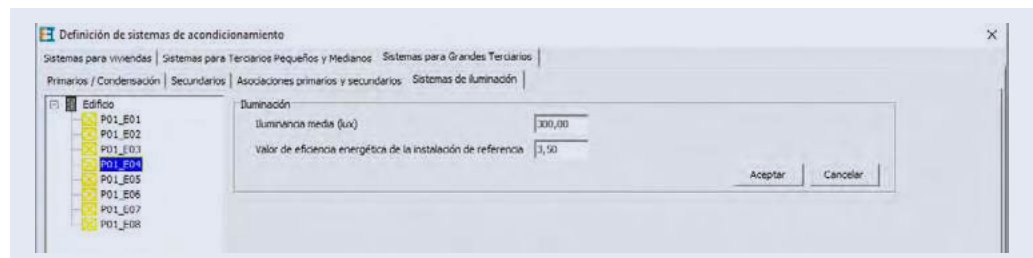 Definición de sistemas de acondicionamiento
Sistemas para viviendas | Sistemas para Terciarios Pequeños y Medianos | Sistemas para Grandes Terciarios
Primarios / Condensación | Secundarios | Asociaciones primarios y secundarios | Sistemas de iluminación
Edificio
P01_E01
P01_E02
P01_E03
P01_E04
P01_E05
P01_E06
P01_E07
P01_E08
Iluminación
Iluminancia media (lux) 300,00
Valor de eficiencia energética de la instalación de referencia 3,50
Aceptar Cancelar